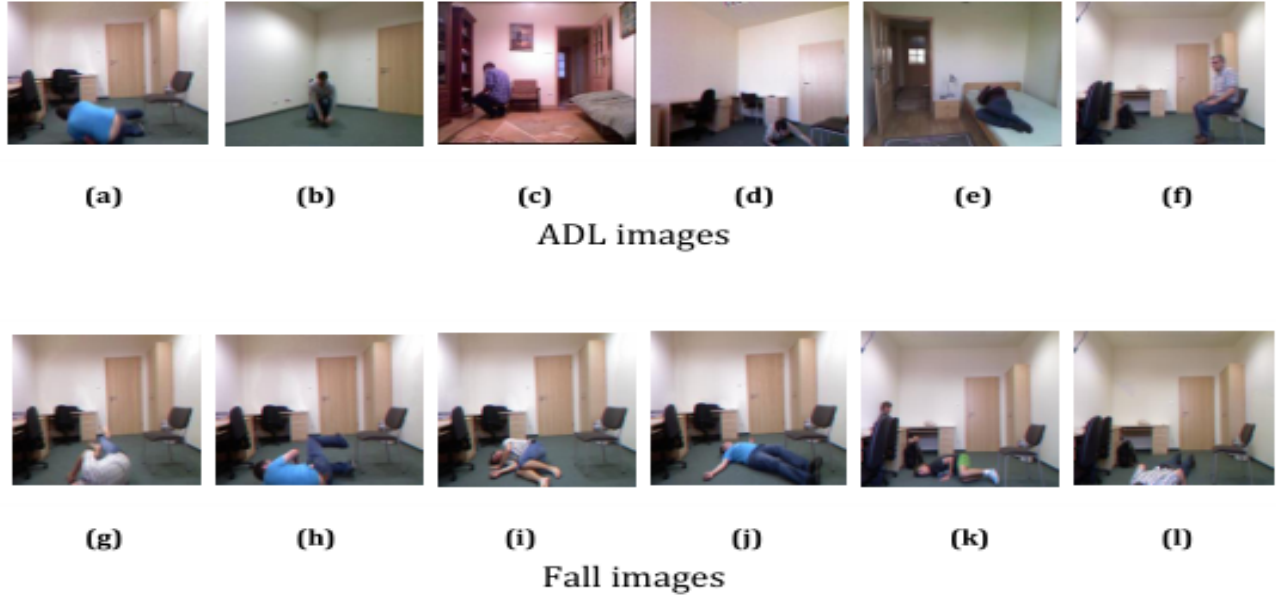 (a) (b) (c) (d) (e) (f)
ADL images
(g) (h) (i) (j) (k) (l)
Fall images